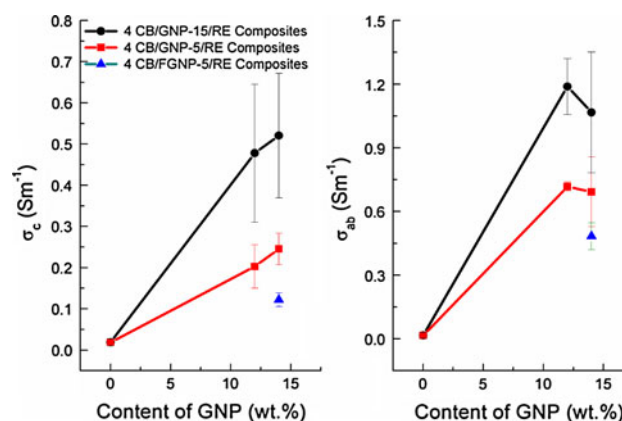 4 CB/GNP-15/RE Composites
4 CB/GNP-5/RE Composites
4 CB/FGNP-5/RE Composites
0.8
0.7
0.6
0.5
0.4
0.3
0.2
0.1
0.0
σc (Sm⁻¹)
0 5 10 15
Content of GNP (wt.%)
1.5
1.2
0.9
0.6
0.3
0.0
σab (Sm⁻¹)
0 5 10 15
Content of GNP (wt.%)